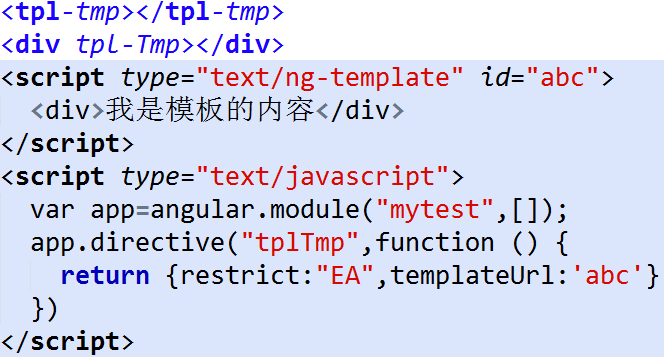 <tpl-tmp></tpl-tmp>
<div tpl-Tmp></div>
<script type="text/ng-template" id="abc">
  <div>我是模板的内容</div>
</script>
<script type="text/javascript">
  var app=angular.module("mytest",[]);
  app.directive("tplTmp",function () {
    return {restrict:"EA",templateUrl:'abc'}
  })
</script>